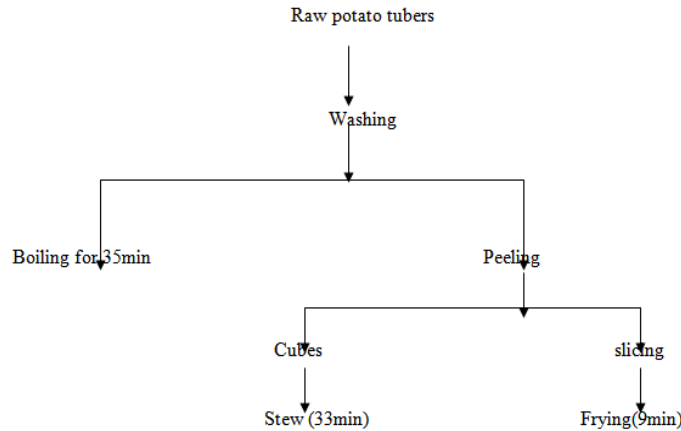 Raw potato tubers
Washing
Boiling for 35min
Peeling
Cubes
slicing
Stew (33min)
Frying(9min)